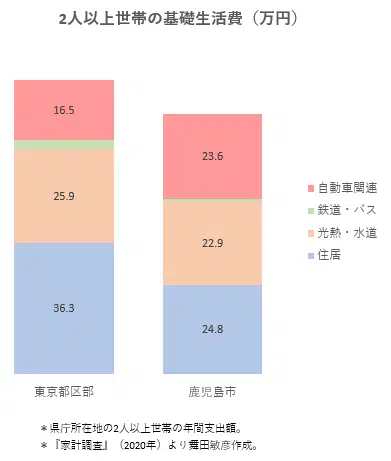 2人以上世帯の基礎生活費（万円）
16.5
25.9
36.3
23.6
22.9
24.8
自動車関連
鉄道・バス
光熱・水道
住居
東京都区部
鹿児島市
＊県庁所在地の2人以上世帯の年間支出額。
＊『家計調査』（2020年）より舞田敏彦作成。